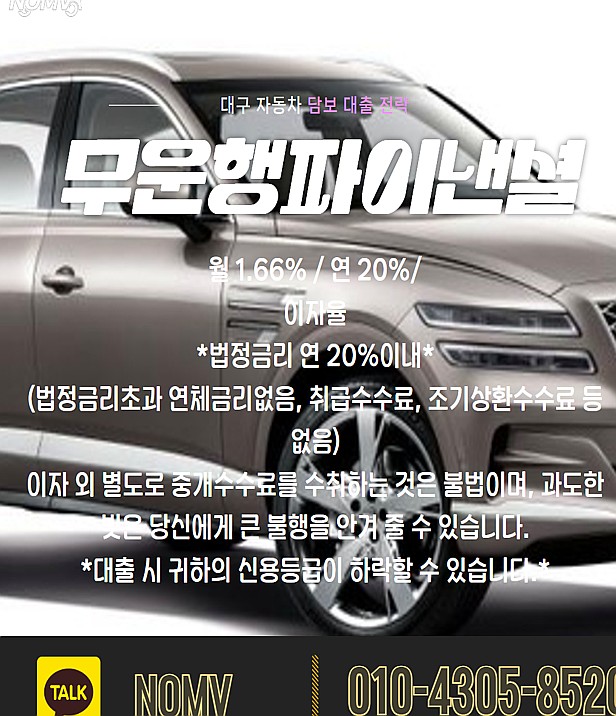 NOMV
대구 자동차 담보 대출 전략
무운행파이낸셜
월 1.66% / 연 20%/
이자율
*법정금리 연 20%이내*
(법정금리초과 연체금리없음, 취급수수료, 조기상환수수료 등
없음)
이자 외 별도로 중개수수료를 수취하는 것은 불법이며, 과도한
빚은 당신에게 큰 불행을 안겨 줄 수 있습니다.
*대출 시 귀하의 신용등급이 하락할 수 있습니다.*
TALK NOMV 010-4305-8520